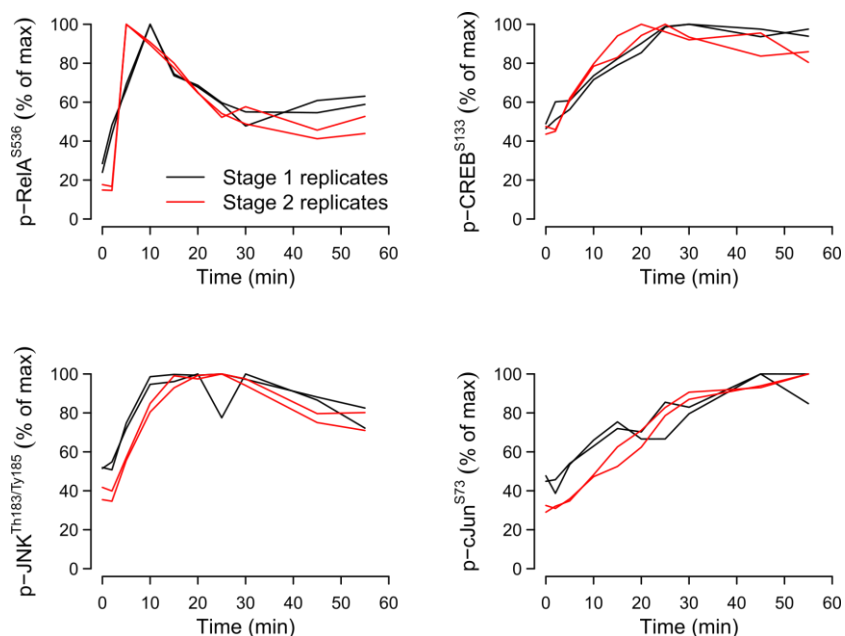 p−RelA^S536 (% of max)
100
80
60
40
20
0
Stage 1 replicates
Stage 2 replicates
0 10 20 30 40 50 60
Time (min)
p−CREB^S133 (% of max)
100
80
60
40
20
0
0 10 20 30 40 50 60
Time (min)
p−JNK^Th183/Ty185 (% of max)
100
80
60
40
20
0
0 10 20 30 40 50 60
Time (min)
p−cJun^S73 (% of max)
100
80
60
40
20
0
0 10 20 30 40 50 60
Time (min)